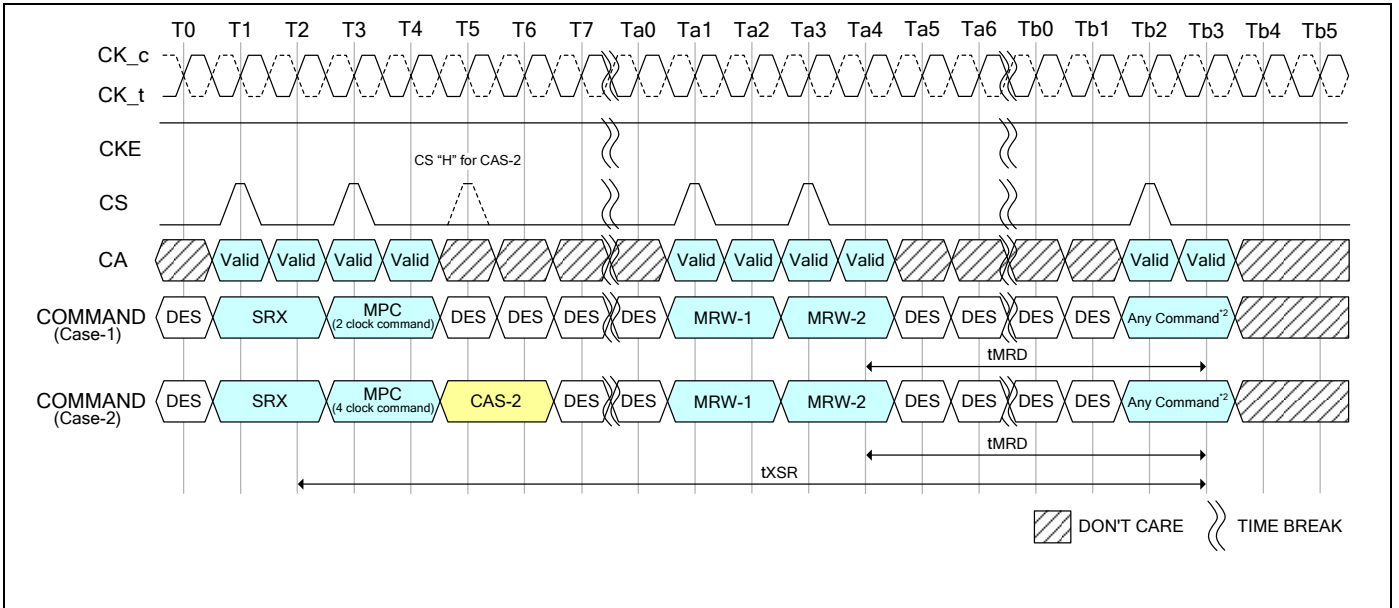 T0 T1 T2 T3 T4 T5 T6 T7 Ta0 Ta1 Ta2 Ta3 Ta4 Ta5 Ta6 Tb0 Tb1 Tb2 Tb3 Tb4 Tb5
CK_c
CK_t
CKE
CS "H" for CAS-2
CS
CA Valid Valid Valid Valid Valid Valid Valid Valid Valid Valid
COMMAND (Case-1) DES SRX MPC (2 clock command) DES DES DES DES MRW-1 MRW-2 DES DES DES DES Any Command*2
tMRD
COMMAND (Case-2) DES SRX MPC (4 clock command) CAS-2 DES DES MRW-1 MRW-2 DES DES DES DES Any Command*2
tMRD
tXSR
DON'T CARE TIME BREAK